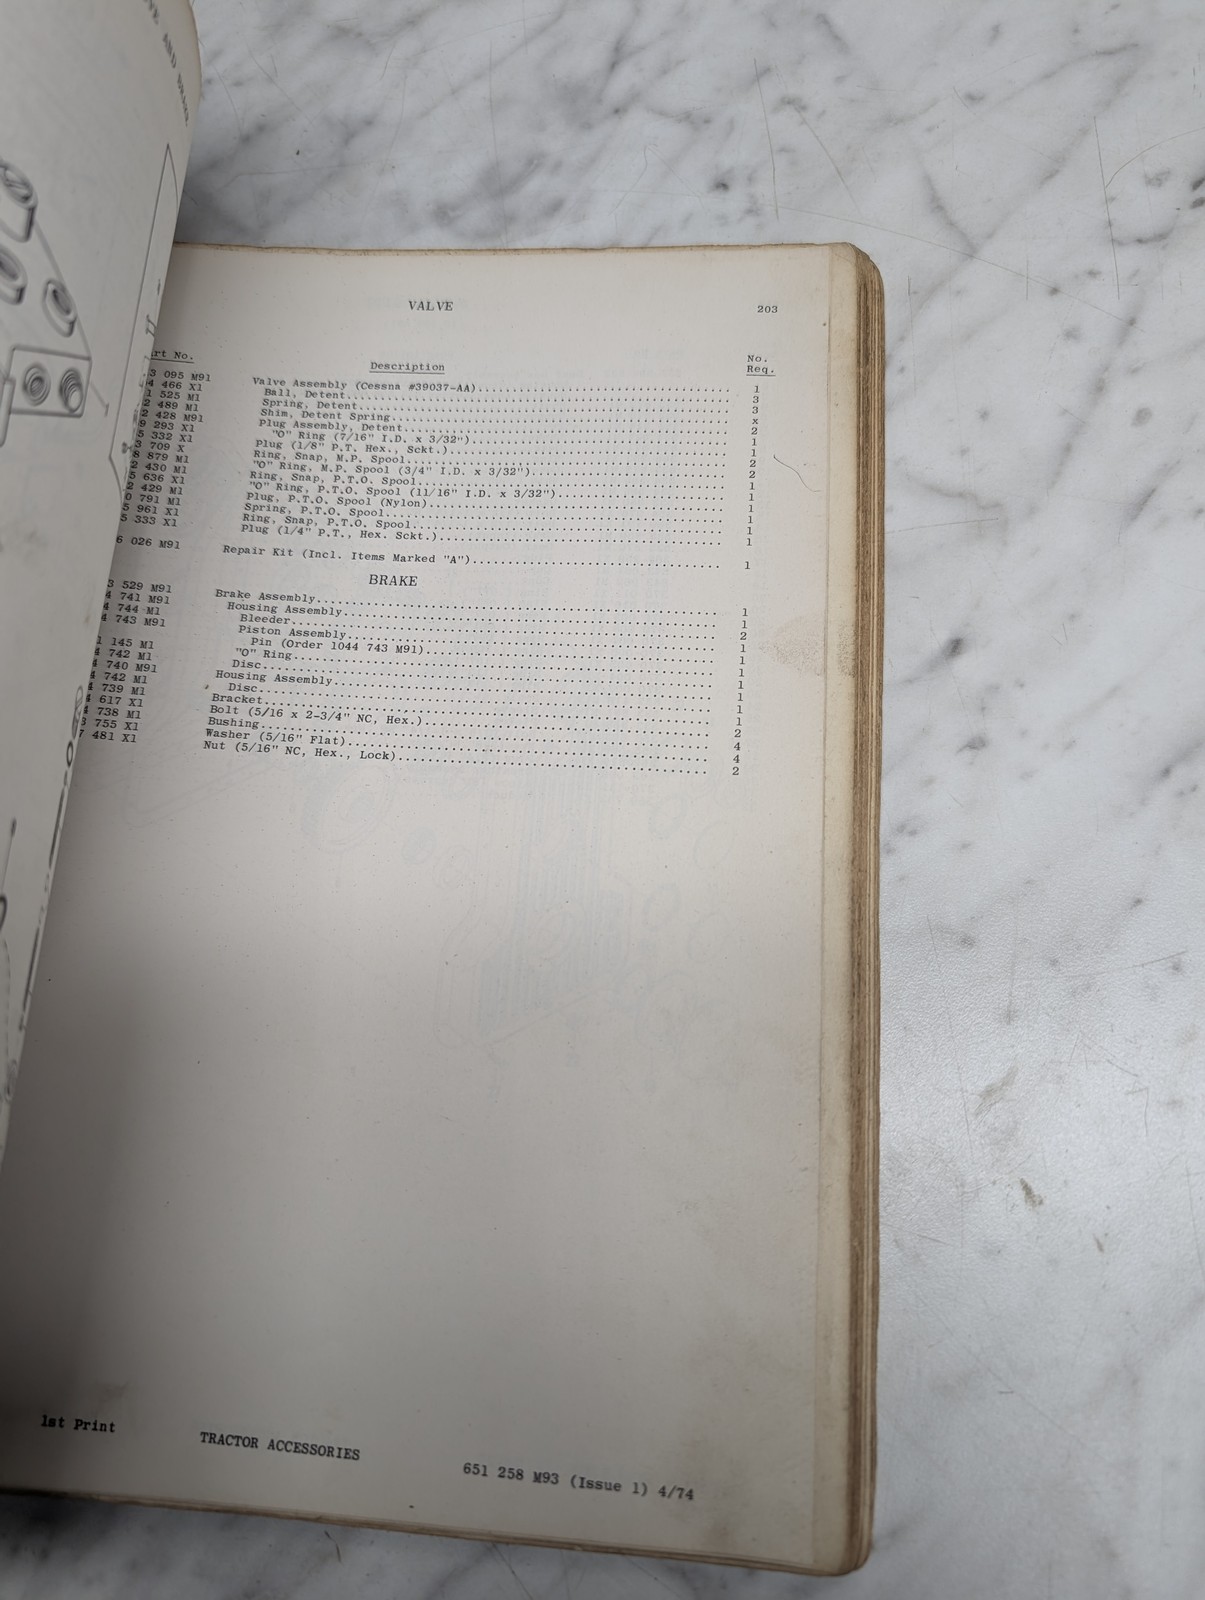 VE AND BRAKE
VALVE 203
rt No. Description No. Req.
3 095 M91 Valve Assembly (Cessna #39037-AA)........ 1
4 466 X1 Ball, Detent........ 3
1 525 M1 Spring, Detent........ 3
2 489 M1 Shim, Detent Spring........ x
2 428 M91 Plug Assembly, Detent........ 2
9 293 X1 "O" Ring (7/16" I.D. x 3/32")........ 1
5 332 X1 Plug (1/8" P.T. Hex., Sckt.)........ 1
3 709 X Ring, Snap, M.P. Spool........ 2
8 879 M1 "O" Ring, M.P. Spool (3/4" I.D. x 3/32")........ 2
2 430 M1 Ring, Snap, P.T.O. Spool........ 1
5 636 X1 "O" Ring, P.T.O. Spool (11/16" I.D. x 3/32")........ 1
2 429 M1 Plug, P.T.O. Spool (Nylon)........ 1
0 791 M1 Spring, P.T.O. Spool........ 1
5 961 X1 Ring, Snap, P.T.O. Spool........ 1
5 333 X1 Plug (1/4" P.T., Hex. Sckt.)........ 1
6 026 M91 Repair Kit (Incl. Items Marked "A")........ 1
BRAKE
3 529 M91 Brake Assembly........ 1
4 741 M91 Housing Assembly........ 1
4 744 M1 Bleeder........ 2
4 743 M91 Piston Assembly........ 1
Pin (Order 1044 743 M91)........ 1
1 145 M1 "O" Ring........ 1
4 742 M1 Disc........ 1
4 740 M91 Housing Assembly........ 1
4 742 M1 Disc........ 1
4 739 M1 Bracket........ 1
617 X1 Bolt (5/16 x 2-3/4" NC, Hex.)........ 2
4 738 M1 Bushing........ 4
3 755 X1 Washer (5/16" Flat)........ 4
7 481 X1 Nut (5/16" NC, Hex., Lock)........ 2
1st Print TRACTOR ACCESSORIES 651 258 M93 (Issue 1) 4/74